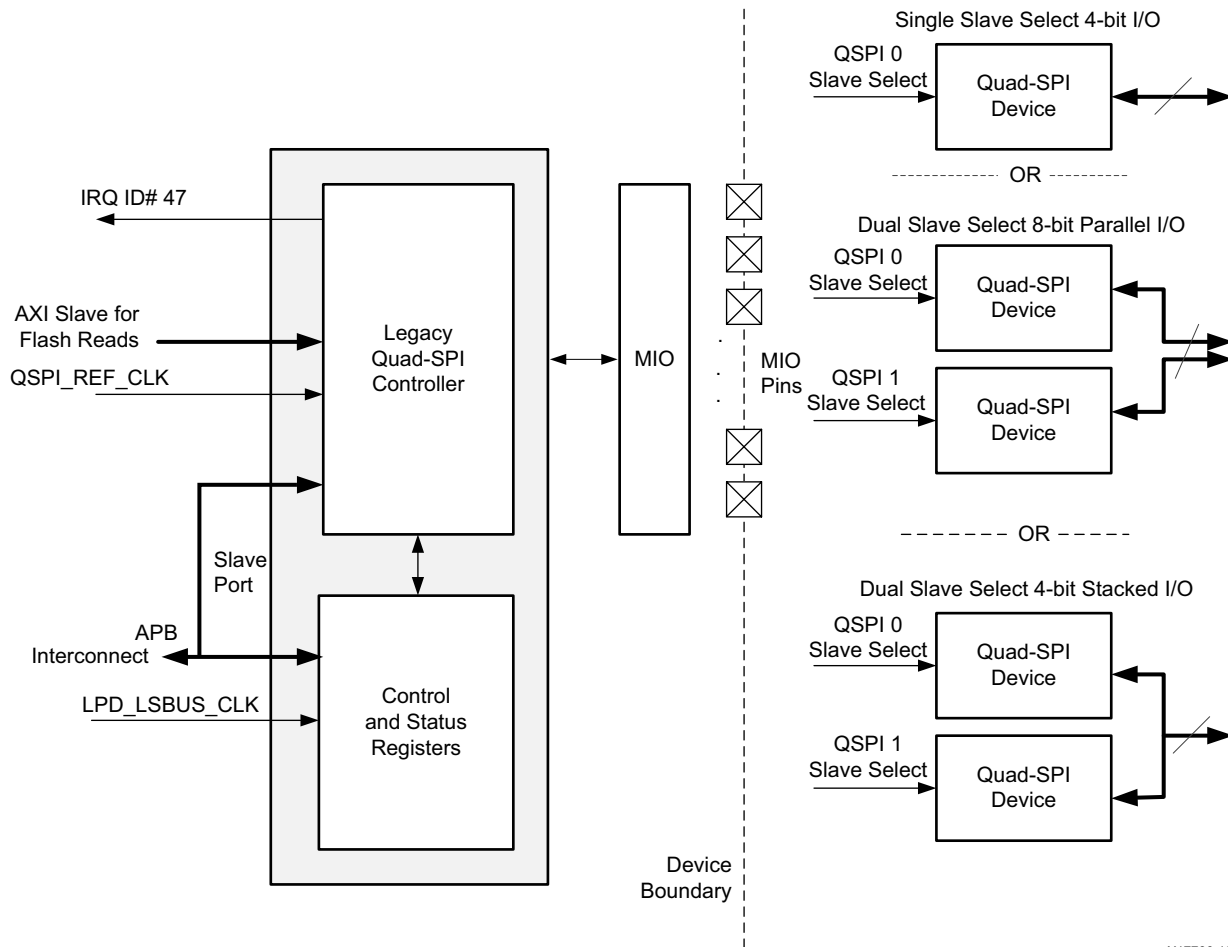 Single Slave Select 4-bit I/O
QSPI 0
Slave Select
Quad-SPI
Device
OR
IRQ ID# 47
AXI Slave for
Flash Reads
QSPI_REF_CLK
Legacy
Quad-SPI
Controller
MIO
MIO
Pins
Dual Slave Select 8-bit Parallel I/O
QSPI 0
Slave Select
Quad-SPI
Device
QSPI 1
Slave Select
Quad-SPI
Device
OR
Slave
Port
APB
Interconnect
LPD_LSBUS_CLK
Control
and Status
Registers
Dual Slave Select 4-bit Stacked I/O
QSPI 0
Slave Select
Quad-SPI
Device
QSPI 1
Slave Select
Quad-SPI
Device
Device
Boundary